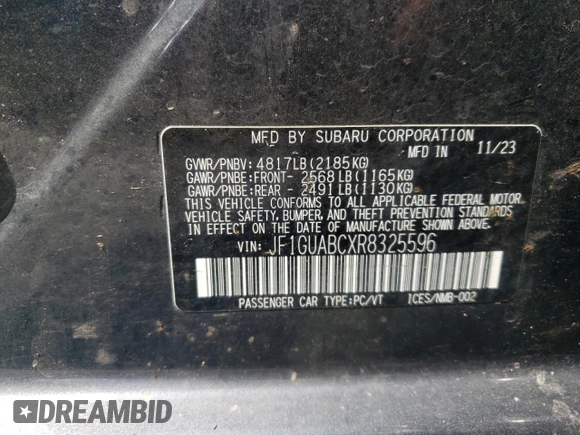 MFD BY SUBARU CORPORATION
MFD IN 11/23
GVWR/PNBV: 4817LB(2185KG)
GAWR/PNBE:FRONT- 2568LB(1165KG)
GAWR/PNBE:REAR - 2491LB(1130KG)
THIS VEHICLE CONFORMS TO ALL APPLICABLE FEDERAL MOTOR
VEHICLE SAFETY, BUMPER, AND THEFT PREVENTION STANDARDS
IN EFFECT ON THE DATE OF MANUFACTURE SHOWN ABOVE.
VIN: JF1GUABCXR8325596
PASSENGER CAR TYPE:PC/VT ICES/NMB-002
DREAMBID